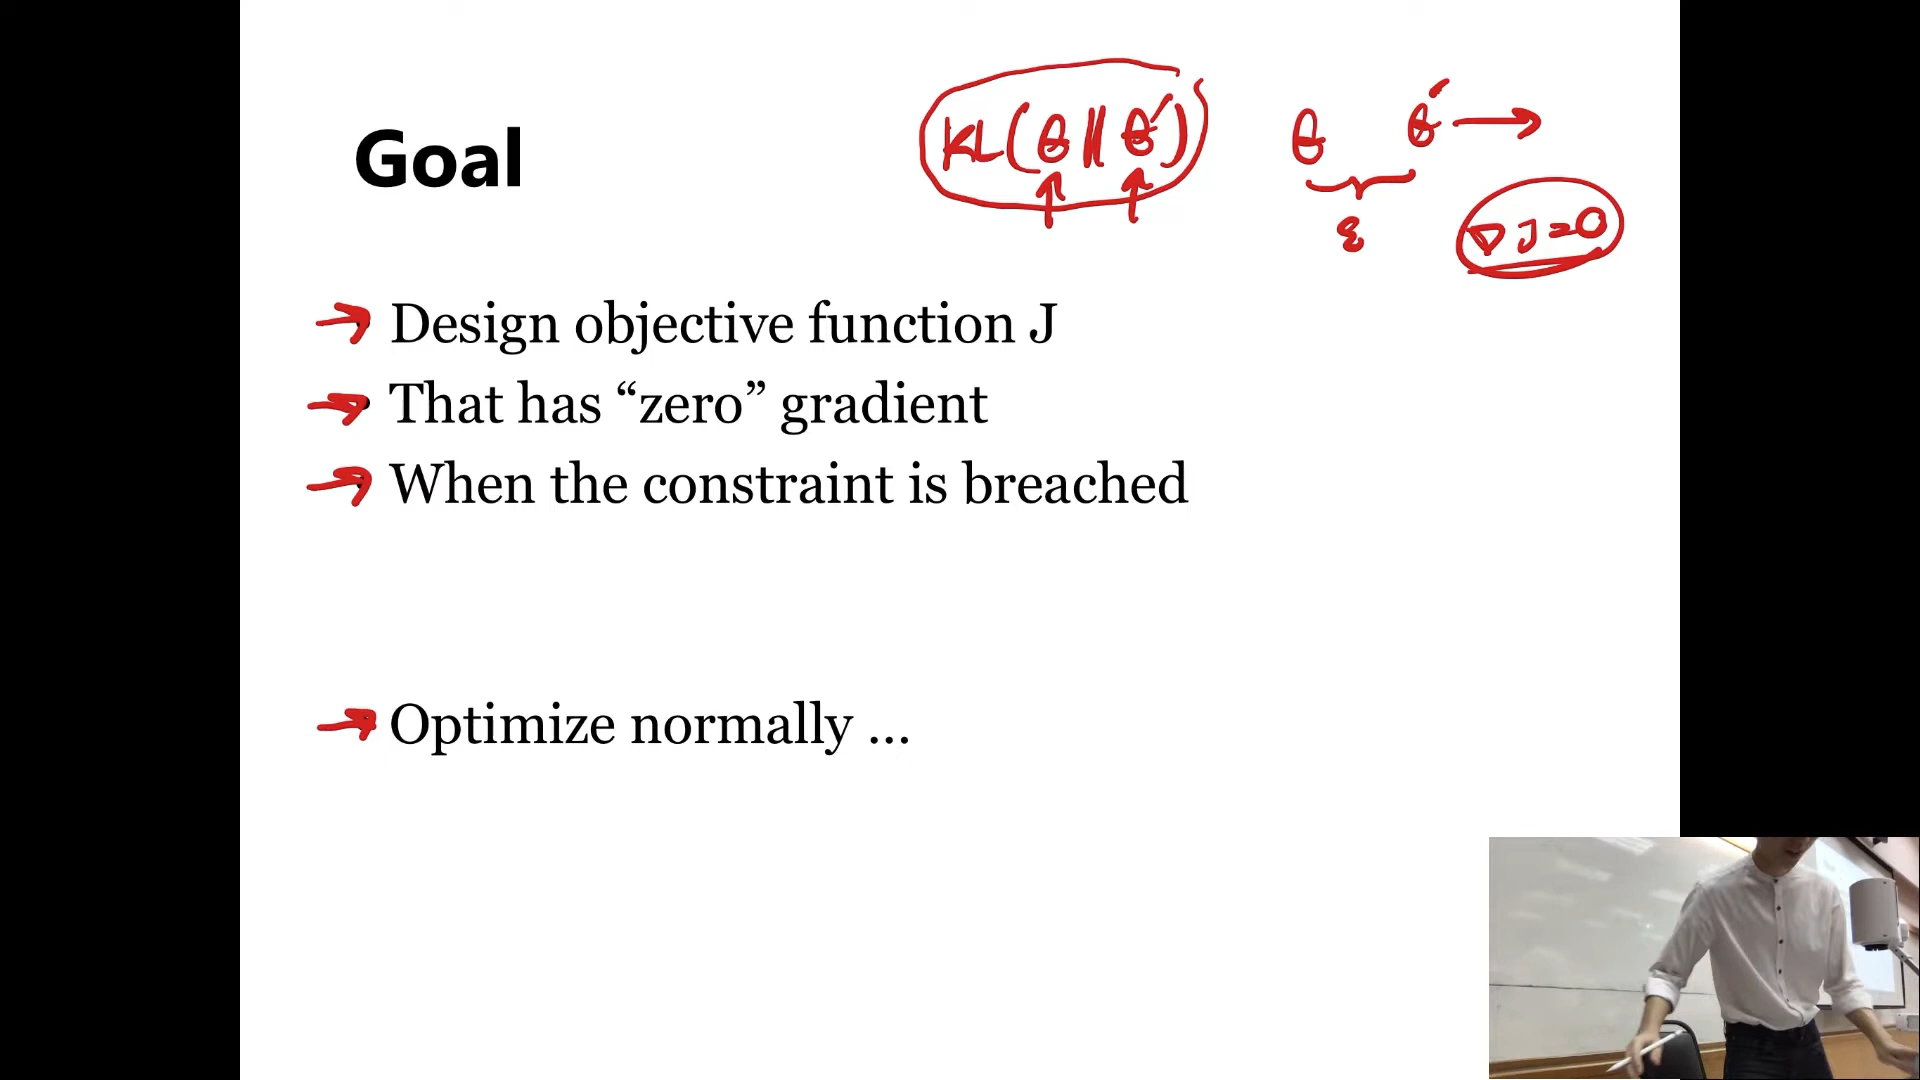 Goal
KL(θ||θ′)
θ θ′ →
ε
∇J=0
→ Design objective function J
→ That has “zero” gradient
→ When the constraint is breached
→ Optimize normally ...